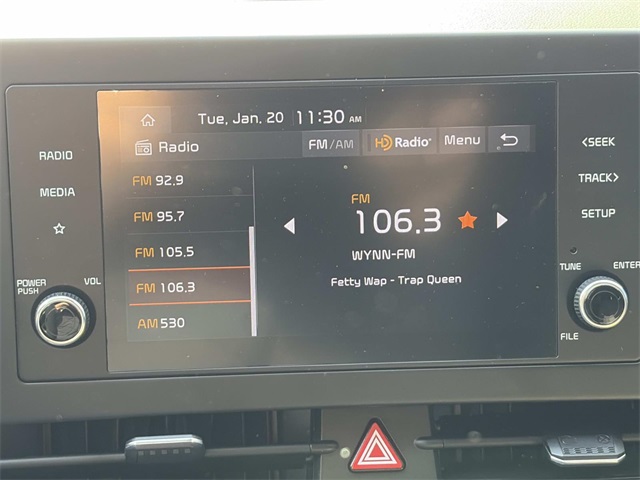 Tue, Jan. 20 11:30 AM
Radio FM/AM HD Radio Menu
FM 92.9
FM 95.7
FM 105.5
FM 106.3
AM 530
FM
106.3
WYNN-FM
Fetty Wap - Trap Queen
RADIO
MEDIA
POWER PUSH VOL
<SEEK
TRACK>
SETUP
TUNE ENTER
FILE